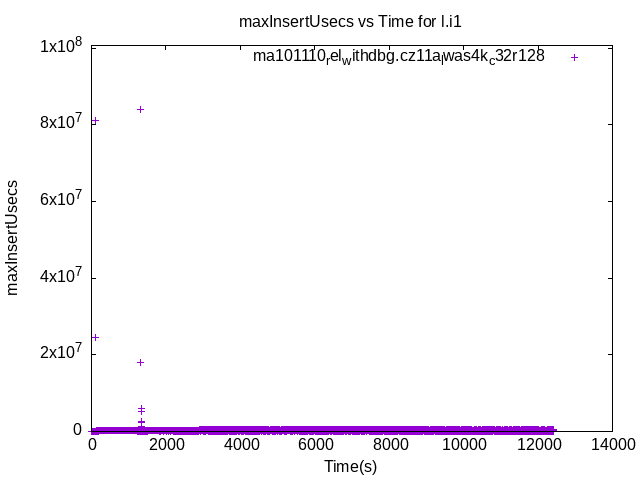 maxInsertUsecs vs Time for l.i1
1x10^8
ma101110_rel_withdbg.cz11a_lwas4k_c32r128
8x10^7
6x10^7
maxInsertUsecs
4x10^7
2x10^7
0
0 2000 4000 6000 8000 10000 12000 14000
Time(s)